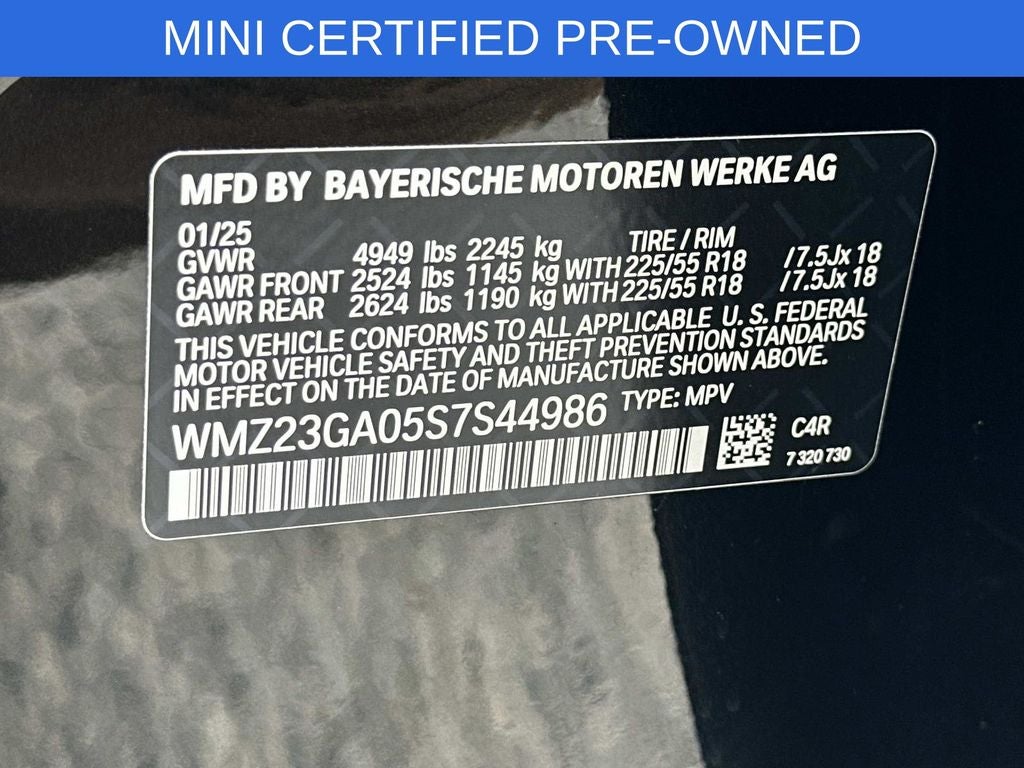 MINI CERTIFIED PRE-OWNED
MFD BY BAYERISCHE MOTOREN WERKE AG
01/25
GVWR 4949 lbs 2245 kg TIRE / RIM
GAWR FRONT 2524 lbs 1145 kg WITH 225/55 R18 /7.5Jx 18
GAWR REAR 2624 lbs 1190 kg WITH 225/55 R18 /7.5Jx 18
THIS VEHICLE CONFORMS TO ALL APPLICABLE U. S. FEDERAL
MOTOR VEHICLE SAFETY AND THEFT PREVENTION STANDARDS
IN EFFECT ON THE DATE OF MANUFACTURE SHOWN ABOVE.
WMZ23GA05S7S44986 TYPE: MPV
C4R
7 320 730